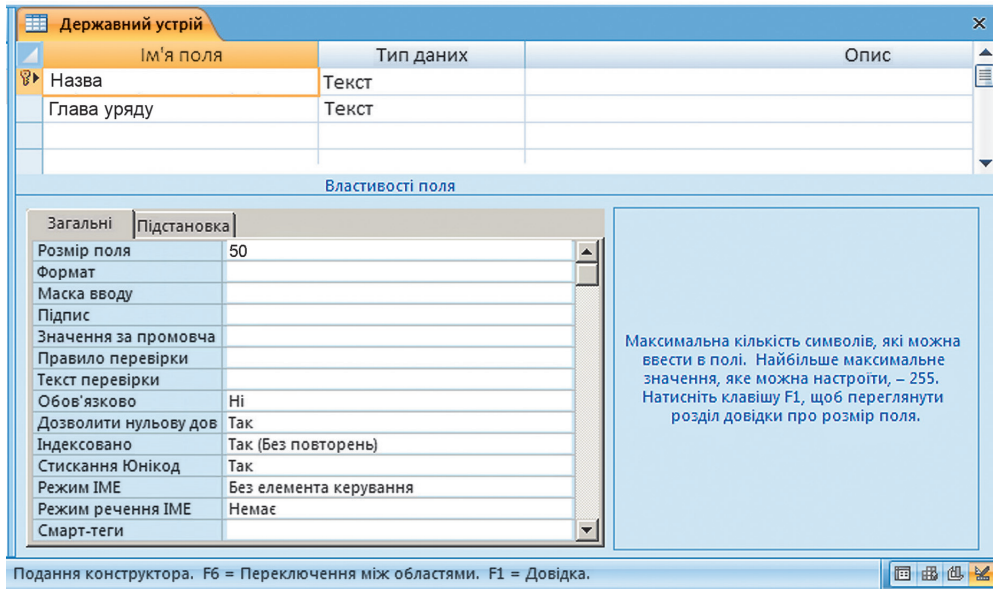 Державний устрій
Ім'я поля Тип даних Опис
Назва Текст
Глава уряду Текст
Властивості поля
Загальні Підстановка
Розмір поля 50
Формат
Маска вводу
Підпис
Значення за промовча
Правило перевірки
Текст перевірки
Обов'язково Ні
Дозволити нульову дов Так
Індексовано Так (Без повторень)
Стискання Юнікод Так
Режим IME Без елемента керування
Режим речення IME Немає
Смарт-теги
Максимальна кількість символів, які можна
ввести в полі. Найбільше максимальне
значення, яке можна настроїти, – 255.
Натисніть клавішу F1, щоб переглянути
розділ довідки про розмір поля.
Подання конструктора. F6 = Переключення між областями. F1 = Довідка.